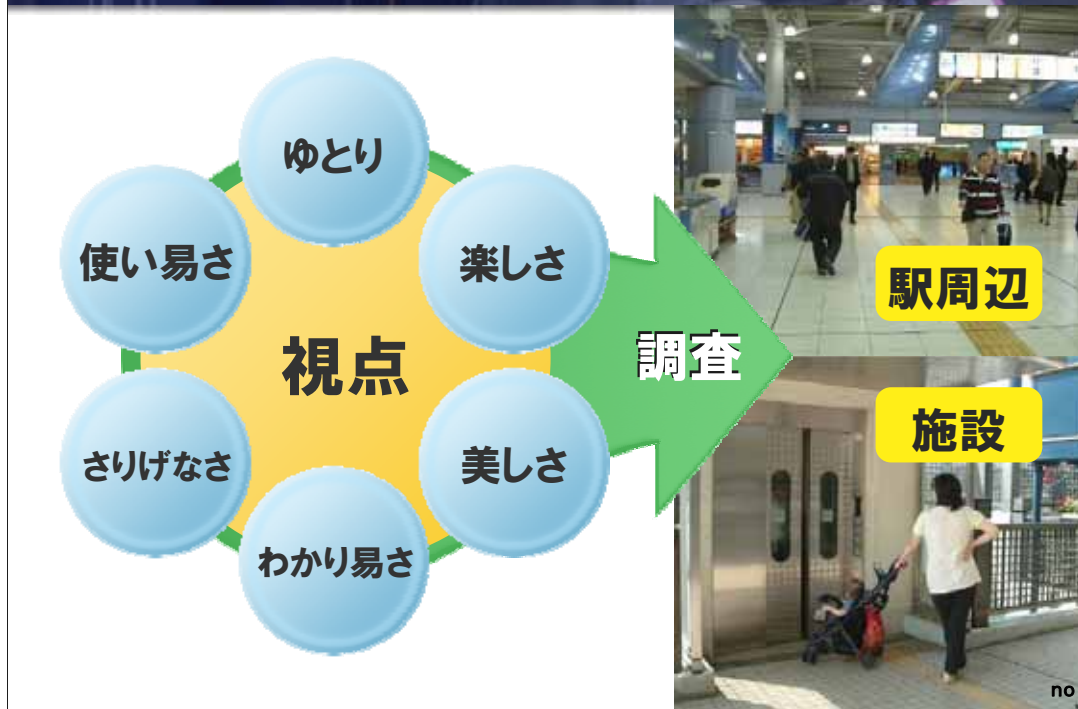 ゆとり
使い易さ
楽しさ
視点
さりげなさ
美しさ
わかり易さ
調査
駅周辺
施設
no